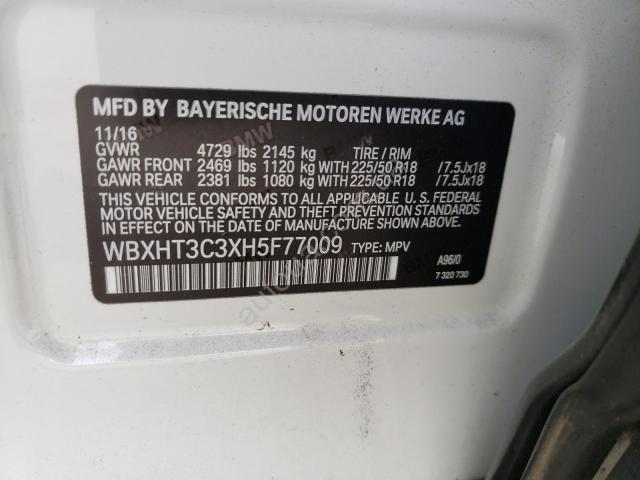 MFD BY BAYERISCHE MOTOREN WERKE AG
11/16
GVWR 4729 lbs 2145 kg TIRE / RIM
GAWR FRONT 2469 lbs 1120 kg WITH 225/50 R18 /7.5Jx18
GAWR REAR 2381 lbs 1080 kg WITH 225/50 R18 /7.5Jx18
THIS VEHICLE CONFORMS TO ALL APPLICABLE U. S. FEDERAL
MOTOR VEHICLE SAFETY, BUMPER, AND THEFT PREVENTION
STANDARDS IN EFFECT ON THE DATE OF MANUFACTURE SHOWN ABOVE.
WBXHT3C3XH5F77009 TYPE: MPV A96/0
7 320 730